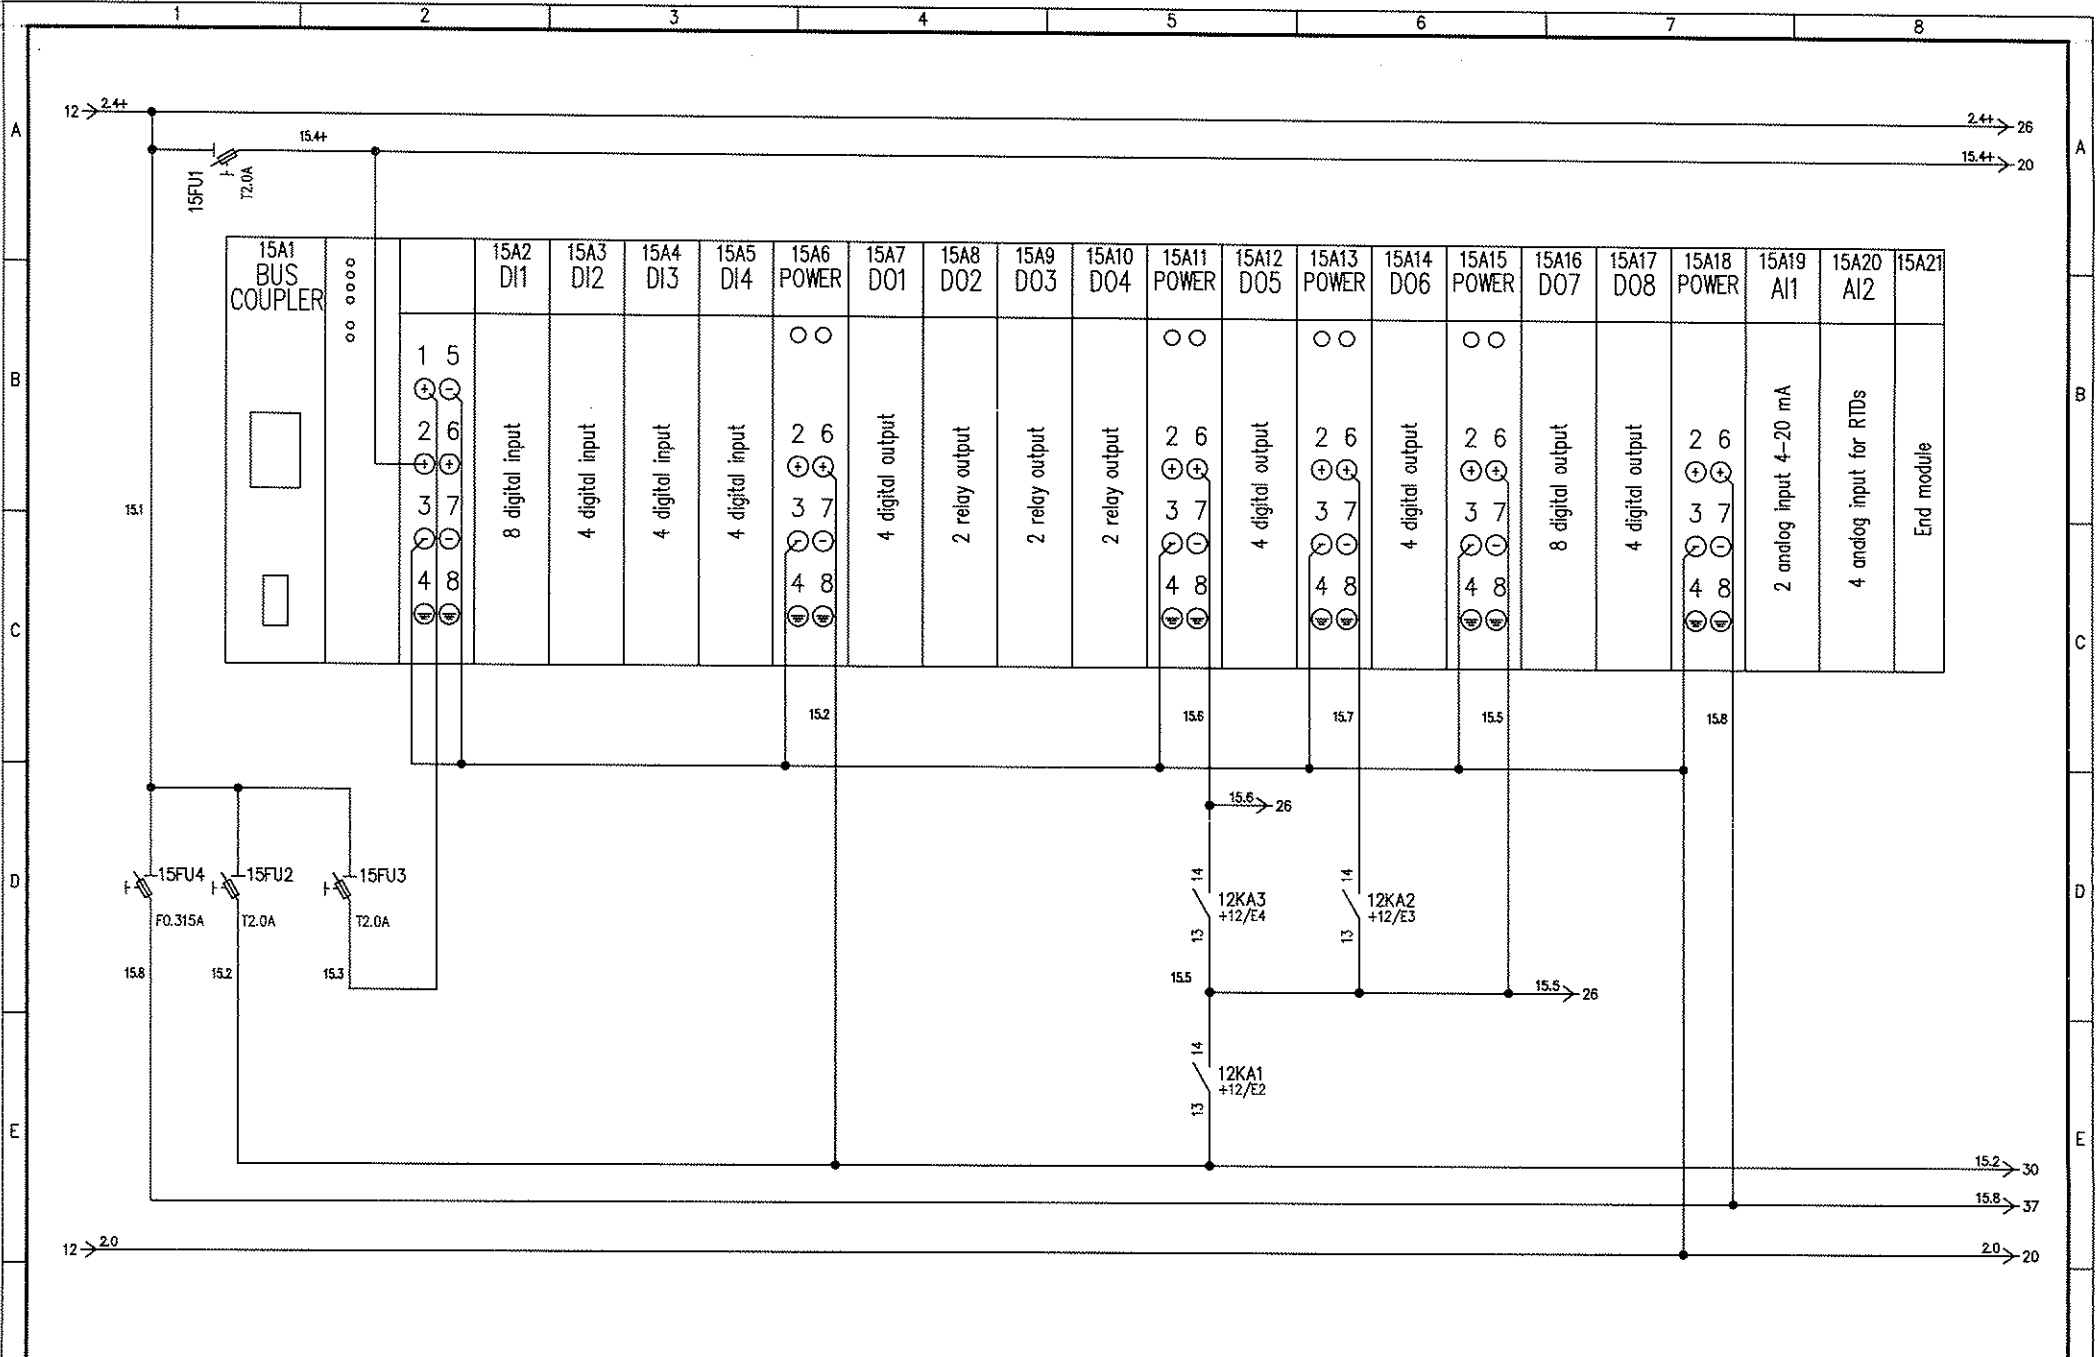 1 2 3 4 5 6 7 8
A A
12 2.4+ 2.4+ 26
15.4+ 15.4+ 20
15FU1 T2.0A
15A1 15A2 15A3 15A4 15A5 15A6 15A7 15A8 15A9 15A10 15A11 15A12 15A13 15A14 15A15 15A16 15A17 15A18 15A19 15A20 15A21
BUS DI1 DI2 DI3 DI4 POWER DO1 DO2 DO3 DO4 POWER DO5 POWER DO6 POWER DO7 DO8 POWER AI1 AI2
COUPLER
B B
1 5
+ -
2 6 2 6 2 6 2 6 2 6 2 6
+ + + + + + + + + + + +
3 7 3 7 3 7 3 7 3 7 3 7
- - - - - - - - - - - -
4 8 4 8 4 8 4 8 4 8 4 8
8 digital input
4 digital input
4 digital input
4 digital input
4 digital output
2 relay output
2 relay output
2 relay output
4 digital output
4 digital output
8 digital output
4 digital output
2 analog input 4-20 mA
4 analog input for RTDs
End module
15.1
C C
15.2 15.6 15.7 15.5 15.8
15.6 26
D D
15FU4 15FU2 15FU3
F0.315A T2.0A T2.0A
15.8 15.2 15.3
14 14
12KA3 12KA2
+12/E4 +12/E3
13 13
15.5 15.5 26
14
12KA1
+12/E2
13
E E
15.2 30
15.8 37
12 2.0 2.0 20